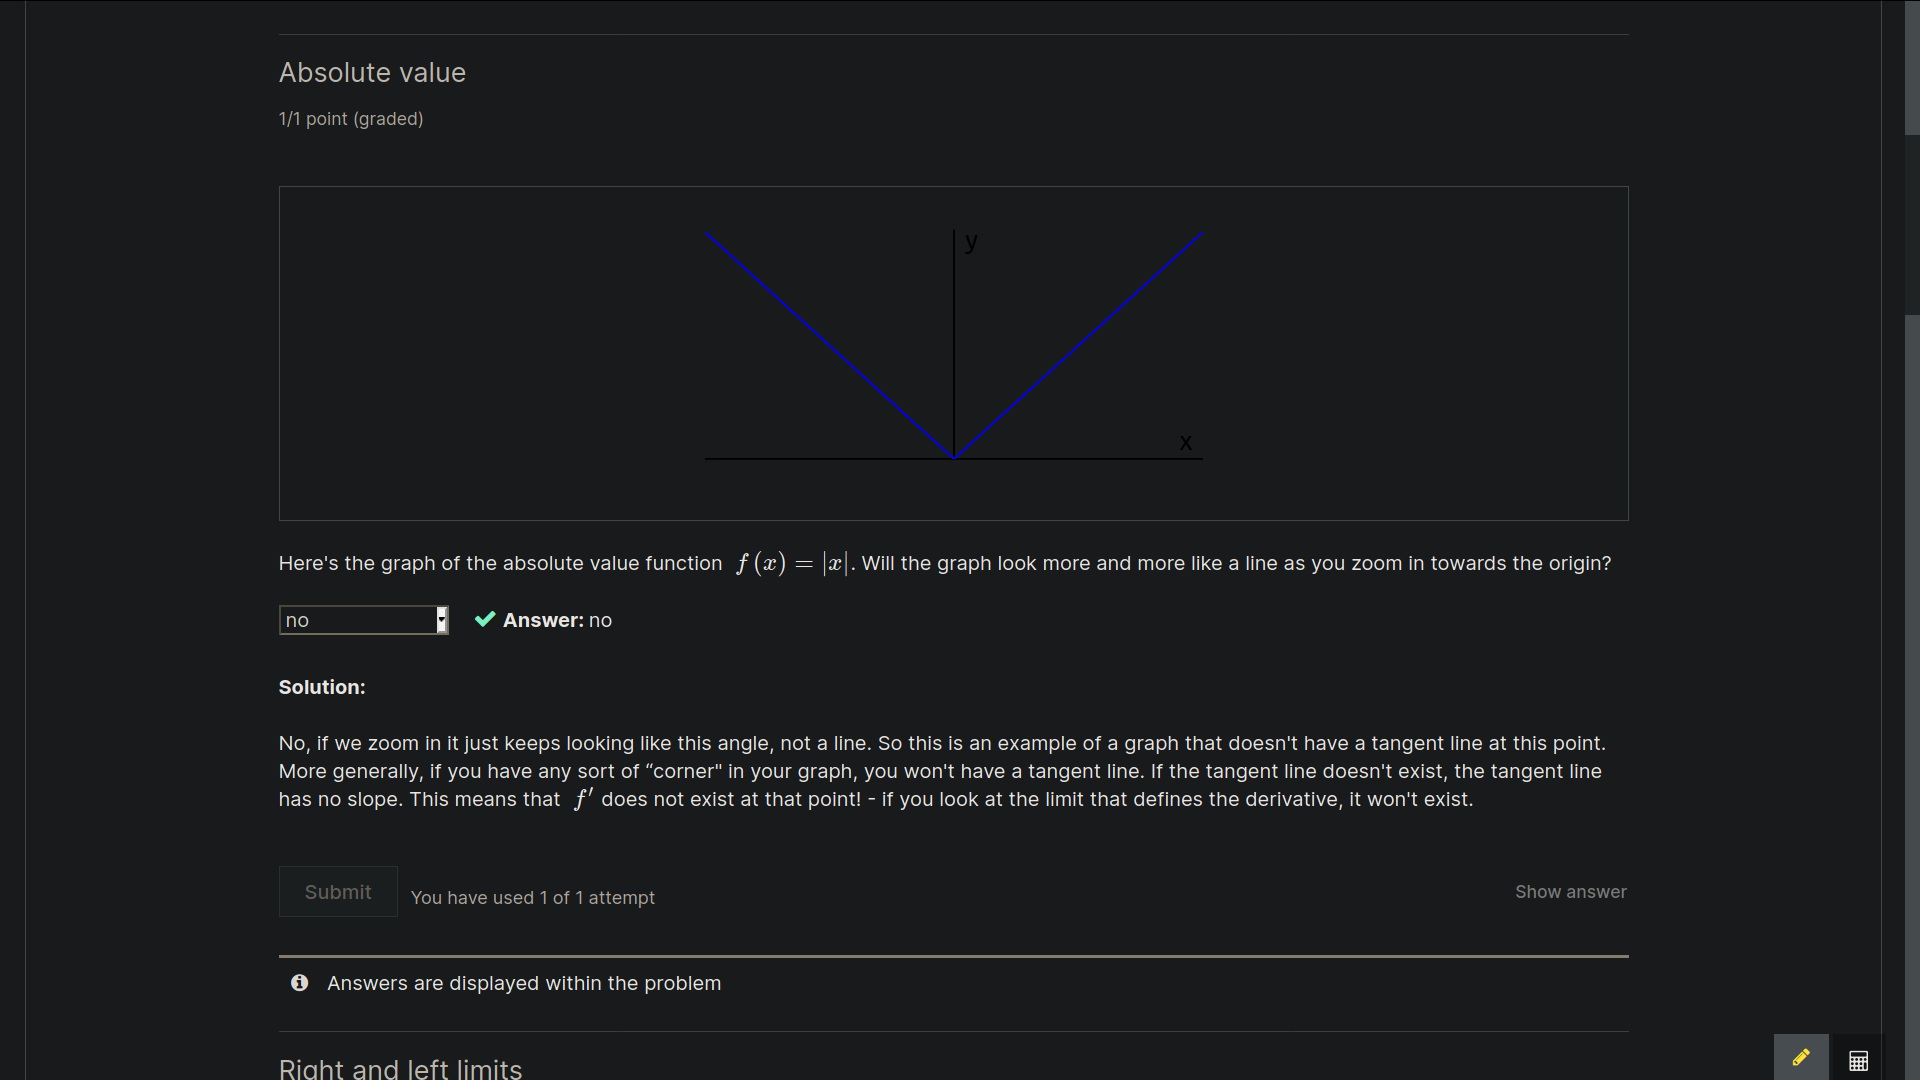 Absolute value
1/1 point (graded)
y
x
Here's the graph of the absolute value function f(x) = |x|. Will the graph look more and more like a line as you zoom in towards the origin?
no
Answer: no
Solution:
No, if we zoom in it just keeps looking like this angle, not a line. So this is an example of a graph that doesn't have a tangent line at this point.
More generally, if you have any sort of “corner" in your graph, you won't have a tangent line. If the tangent line doesn't exist, the tangent line
has no slope. This means that f′ does not exist at that point! - if you look at the limit that defines the derivative, it won't exist.
Submit
You have used 1 of 1 attempt
Show answer
Answers are displayed within the problem
Right and left limits